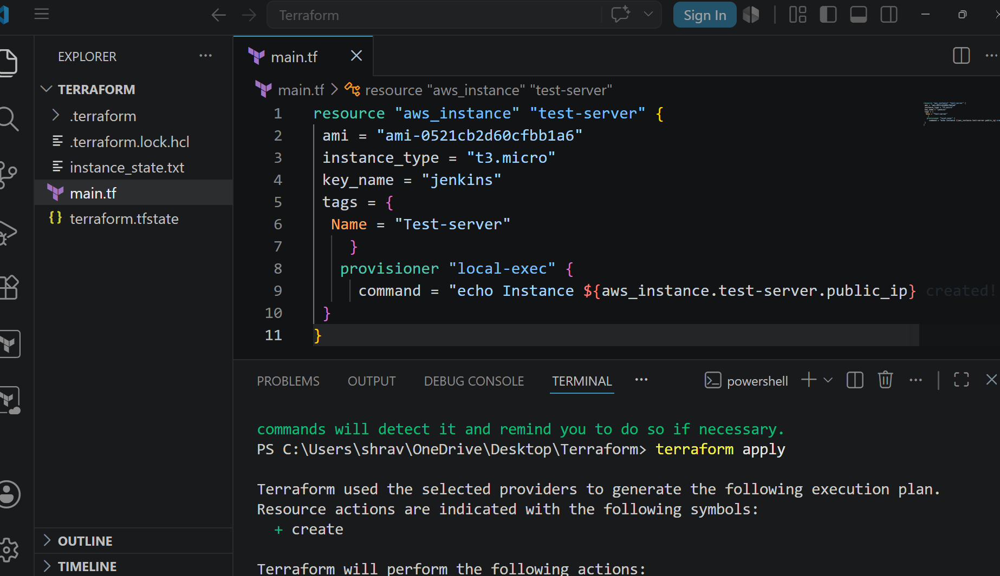 Terraform
Sign In
EXPLORER
TERRAFORM
.terraform
.terraform.lock.hcl
instance_state.txt
main.tf
terraform.tfstate
OUTLINE
TIMELINE
main.tf
main.tf > resource "aws_instance" "test-server"
1 resource "aws_instance" "test-server" {
2 ami = "ami-0521cb2d60cfbb1a6"
3 instance_type = "t3.micro"
4 key_name = "jenkins"
5 tags = {
6 Name = "Test-server"
7 }
8 provisioner "local-exec" {
9 command = "echo Instance ${aws_instance.test-server.public_ip} created!
10 }
11 }
PROBLEMS OUTPUT DEBUG CONSOLE TERMINAL ... powershell
commands will detect it and remind you to do so if necessary.
PS C:\Users\shrav\OneDrive\Desktop\Terraform> terraform apply
Terraform used the selected providers to generate the following execution plan.
Resource actions are indicated with the following symbols:
+ create
Terraform will perform the following actions: